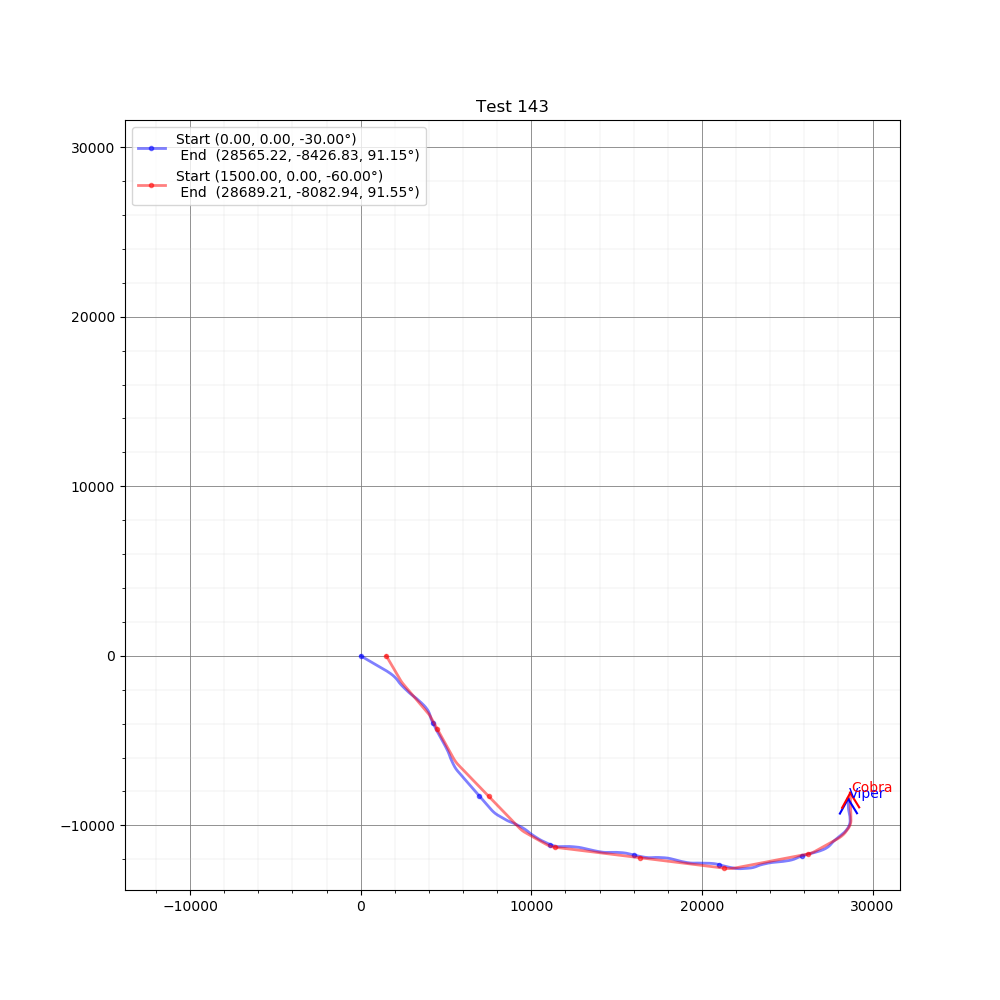 Test 143
Start (0.00, 0.00, -30.00°)
End  (28565.22, -8426.83, 91.15°)
Start (1500.00, 0.00, -60.00°)
End  (28689.21, -8082.94, 91.55°)
30000
20000
10000
0
−10000
Cobra
Viper
−10000
0
10000
20000
30000